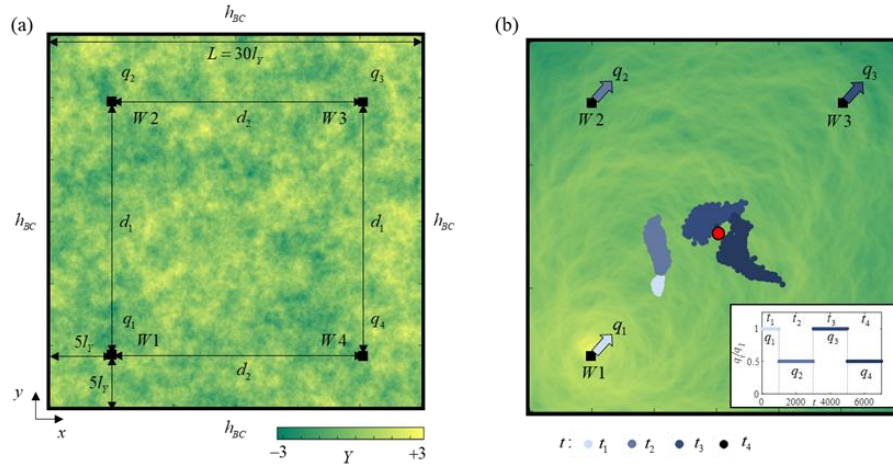 (a)
h_BC
L = 30l_Y
q_2
q_3
W2
d_2
W3
h_BC
d_1
d_1
h_BC
q_1
q_4
5l_Y
W1
W4
d_2
5l_Y
y
x
h_BC
−3
Y
+3
(b)
q_2
q_3
W2
W3
q_1
W1
t_1
t_2
t_3
t_4
q/q_1
1
0.5
0
q_1
q_2
q_3
q_4
2000
t
4000
6000
t : t_1 t_2 t_3 t_4